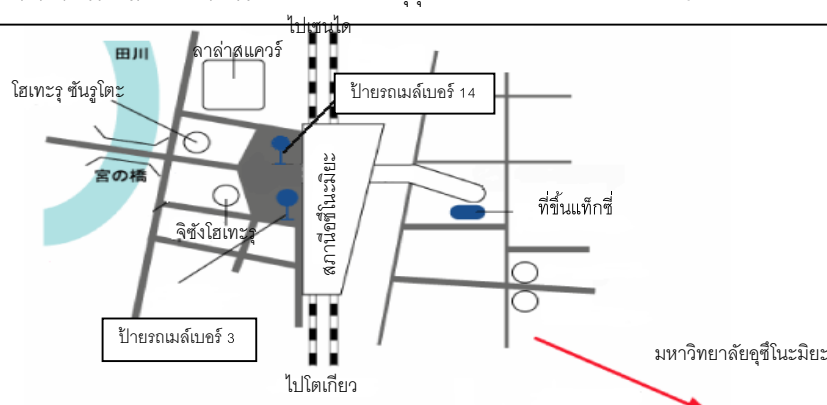 ไปเซนได
田川
ลาล่าสแควร์
โฮเทะรุ ซันรูโตะ
ป้ายรถเมล์เบอร์ 14
宮の橋
สภานีอุซึโนะมิยะ
ที่ขึ้นแท็กซี่
จิซังโฮเทะรุ
ป้ายรถเมล์เบอร์ 3
มหาวิทยาลัยอุซึโนะมิยะ
ไปโตเกียว